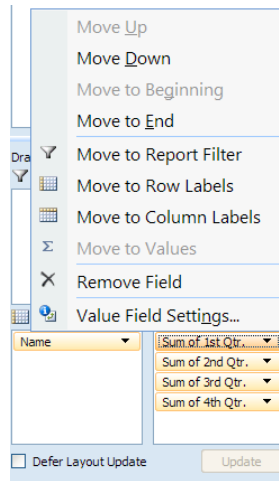 Move Up
Move Down
Move to Beginning
Move to End
Dra
Move to Report Filter
Move to Row Labels
Move to Column Labels
Σ Move to Values
Remove Field
Value Field Settings...
Name
Sum of 1st Qtr.
Sum of 2nd Qtr.
Sum of 3rd Qtr.
Sum of 4th Qtr.
Defer Layout Update
Update